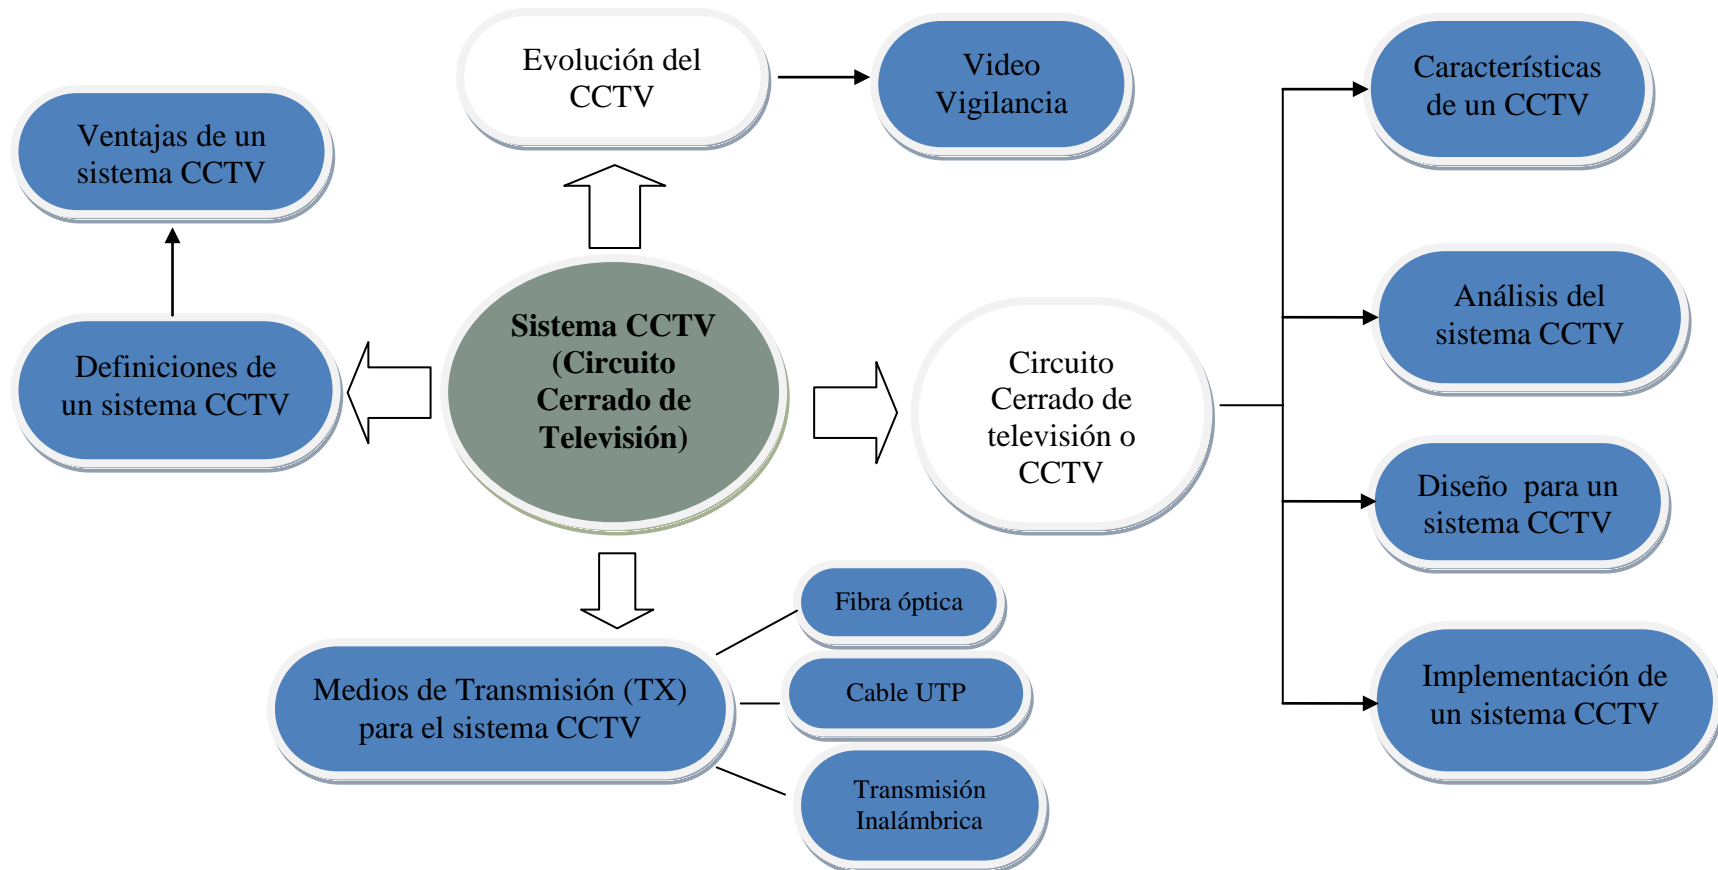 Evolución del
CCTV
Video
Vigilancia
Características
de un CCTV
Ventajas de un
sistema CCTV
Definiciones de
un sistema CCTV
Sistema CCTV
(Circuito
Cerrado de
Televisión)
Circuito
Cerrado de
televisión o
CCTV
Análisis del
sistema CCTV
Diseño  para un
sistema CCTV
Implementación de
un sistema CCTV
Medios de Transmisión (TX)
para el sistema CCTV
Fibra óptica
Cable UTP
Transmisión
Inalámbrica